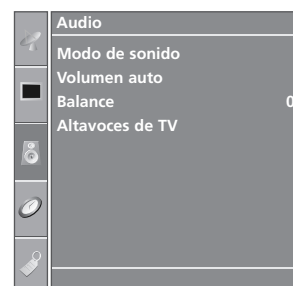 Audio
Modo de sonido
Volumen auto
Balance 0
Altavoces de TV